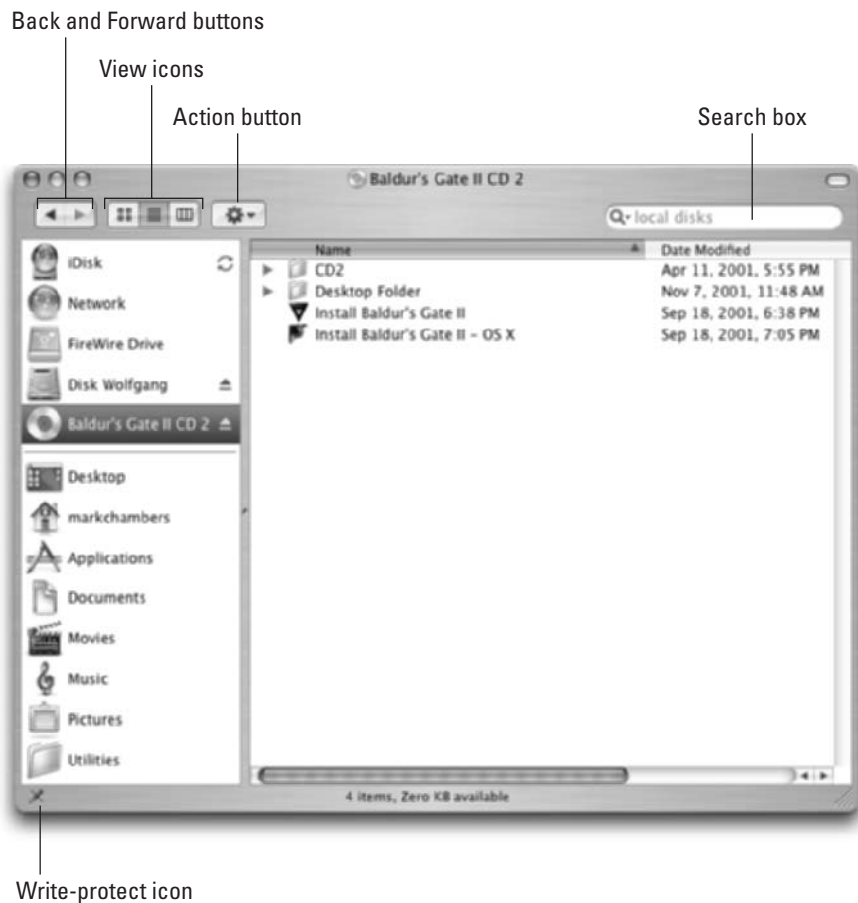 Back and Forward buttons
View icons
Action button
Search box
Baldur's Gate II CD 2
local disks
Name
Date Modified
iDisk
Network
FireWire Drive
Disk Wolfgang
Baldur's Gate II CD 2
Desktop
markchambers
Applications
Documents
Movies
Music
Pictures
Utilities
CD2 Apr 11, 2001, 5:55 PM
Desktop Folder Nov 7, 2001, 11:48 AM
Install Baldur's Gate II Sep 18, 2001, 6:38 PM
Install Baldur's Gate II – OS X Sep 18, 2001, 7:05 PM
4 items, Zero KB available
Write-protect icon